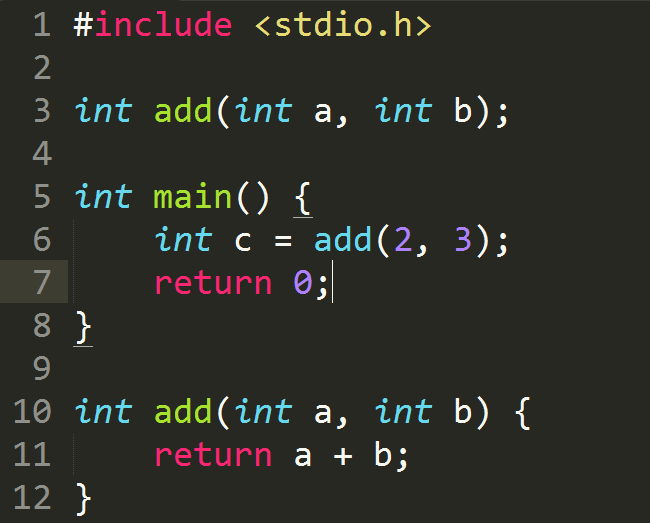 1 #include <stdio.h>
2
3 int add(int a, int b);
4
5 int main() {
6     int c = add(2, 3);
7     return 0;
8 }
9
10 int add(int a, int b) {
11     return a + b;
12 }